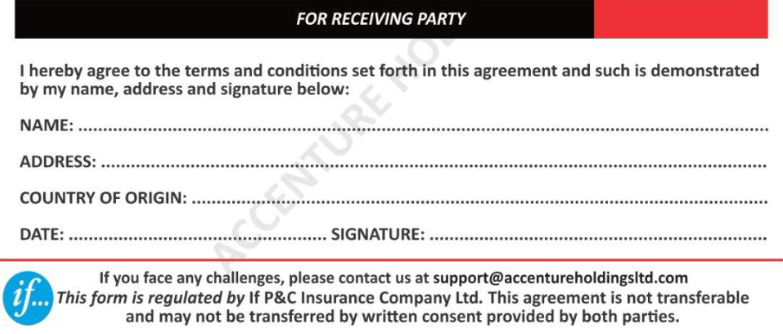 FOR RECEIVING PARTY
I hereby agree to the terms and conditions set forth in this agreement and such is demonstrated
by my name, address and signature below:
NAME: ...............................................................................................................................................
ADDRESS: ..........................................................................................................................................
COUNTRY OF ORIGIN: ......................................................................................................................
DATE: .................................................... SIGNATURE: ....................................................................
ACCENTURE HO
If you face any challenges, please contact us at support@accentureholdingsltd.com
if... This form is regulated by If P&C Insurance Company Ltd. This agreement is not transferable
and may not be transferred by written consent provided by both parties.